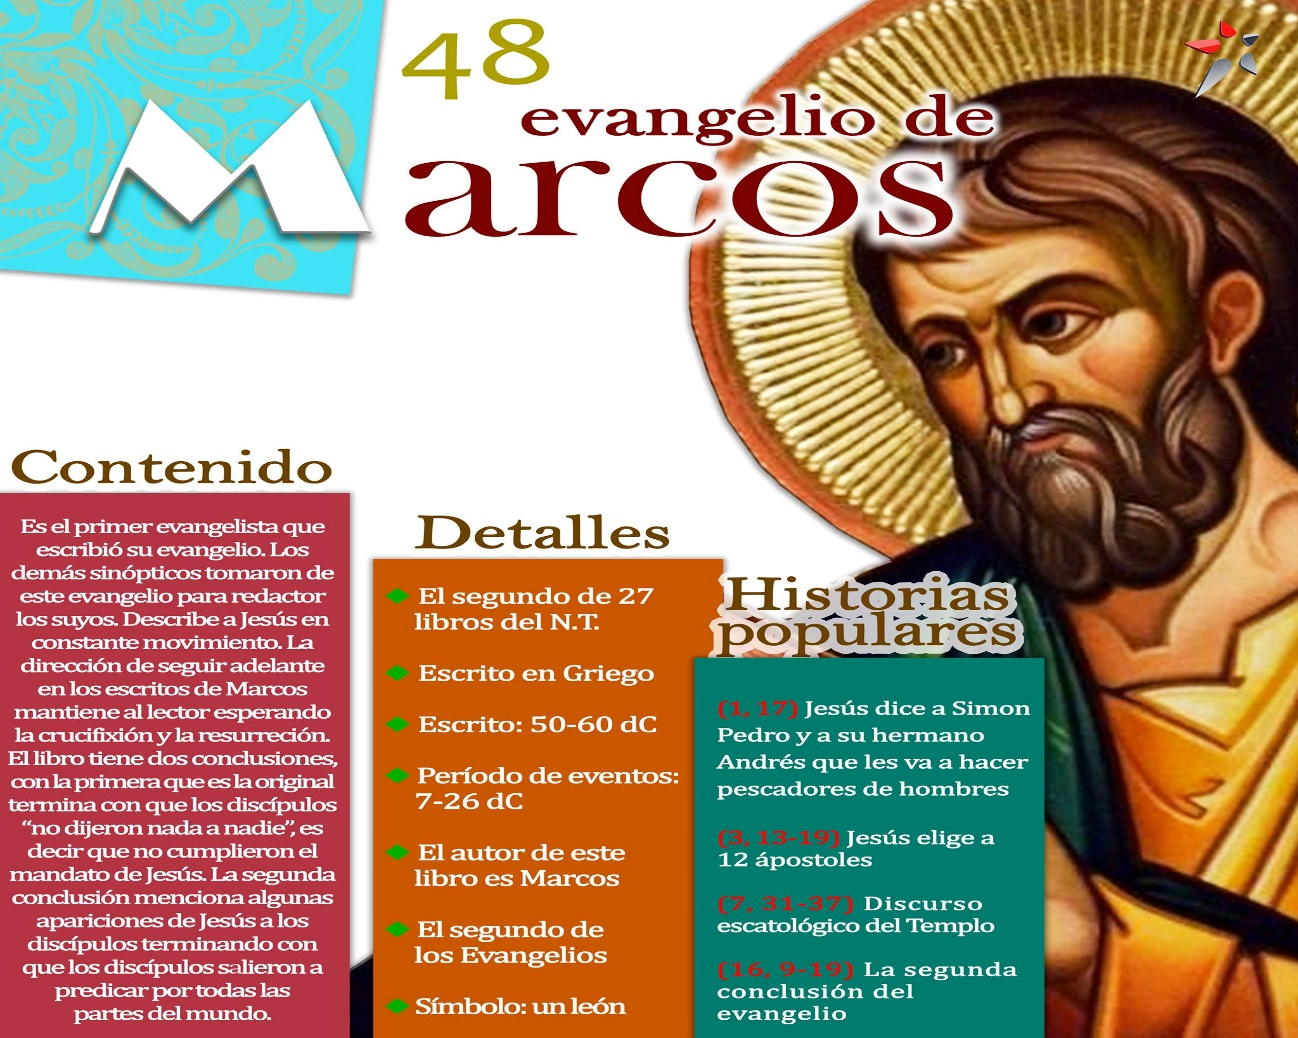 48
evangelio de
Marcos
Contenido
Es el primer evangelista que
escribió su evangelio. Los
demás sinópticos tomaron de
este evangelio para redactor
los suyos. Describe a Jesús en
constante movimiento. La
dirección de seguir adelante
en los escritos de Marcos
mantiene al lector esperando
la crucifixión y la resurreción.
El libro tiene dos conclusiones,
con la primera que es la original
termina con que los discípulos
“no dijeron nada a nadie”, es
decir que no cumplieron el
mandato de Jesús. La segunda
conclusión menciona algunas
apariciones de Jesús a los
discípulos terminando con
que los discípulos salieron a
predicar por todas las
partes del mundo.
Detalles
El segundo de 27
libros del N.T.
Escrito en Griego
Escrito: 50-60 dC
Período de eventos:
7-26 dC
El autor de este
libro es Marcos
El segundo de
los Evangelios
Símbolo: un león
Historias
populares
(1, 17) Jesús dice a Simon
Pedro y a su hermano
Andrés que les va a hacer
pescadores de hombres
(3, 13-19) Jesús elige a
12 ápostoles
(7, 31-37) Discurso
escatológico del Templo
(16, 9-19) La segunda
conclusión del
evangelio